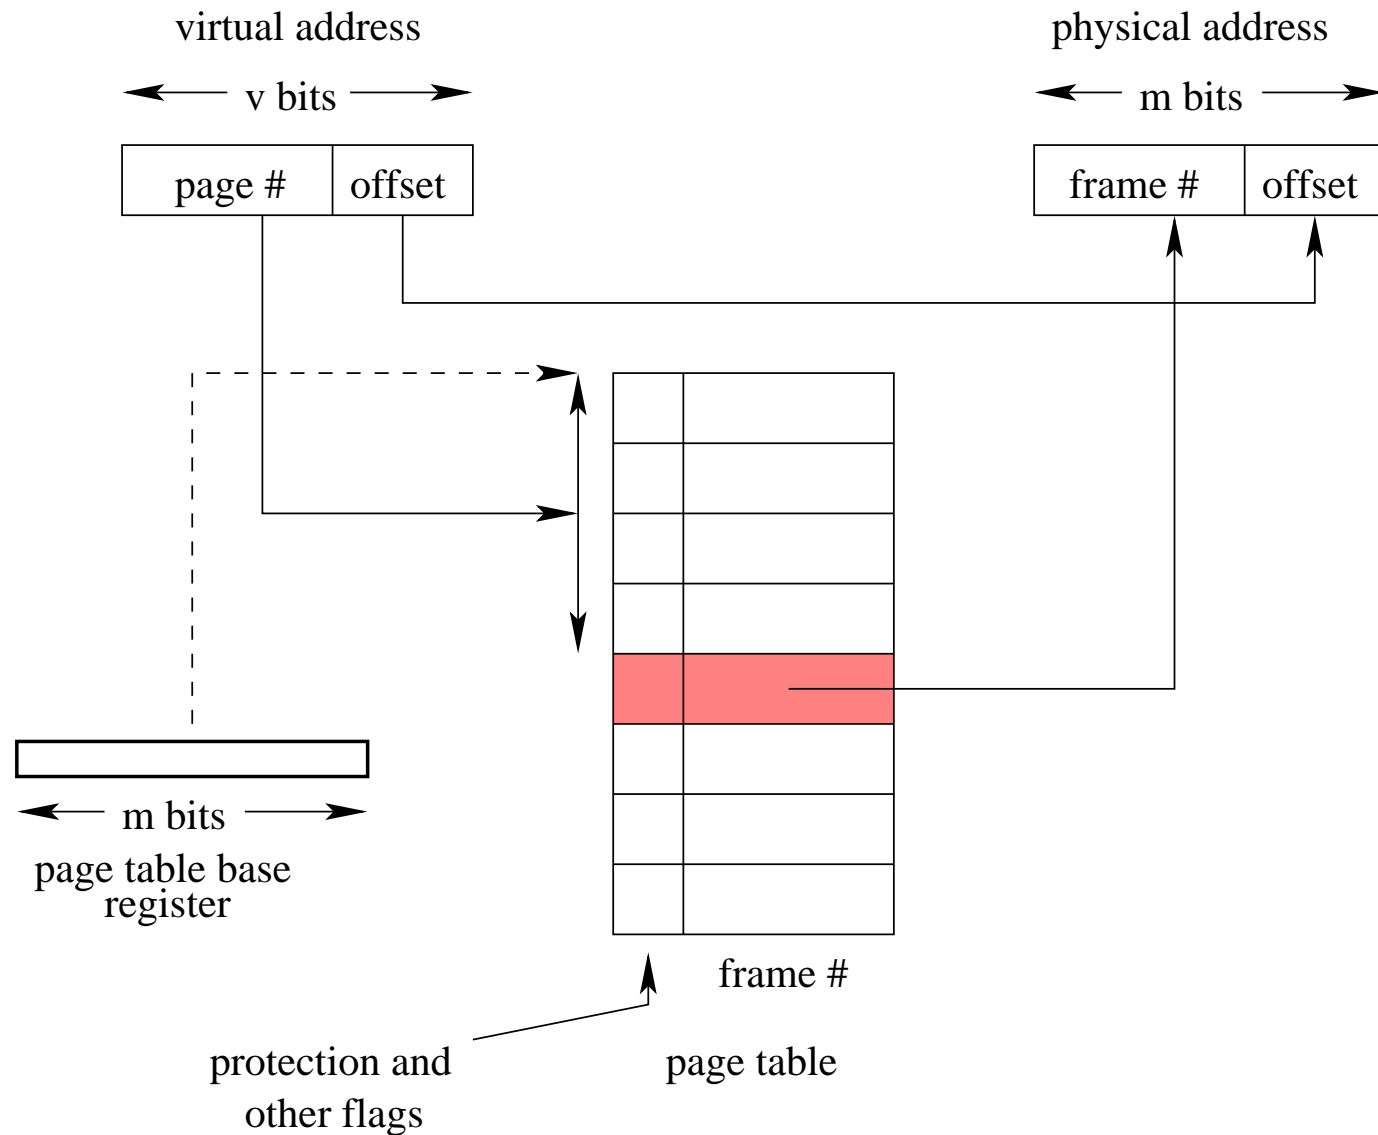 virtual address
physical address
v bits
m bits
page #
offset
frame #
offset
m bits
page table base
register
frame #
protection and
other flags
page table